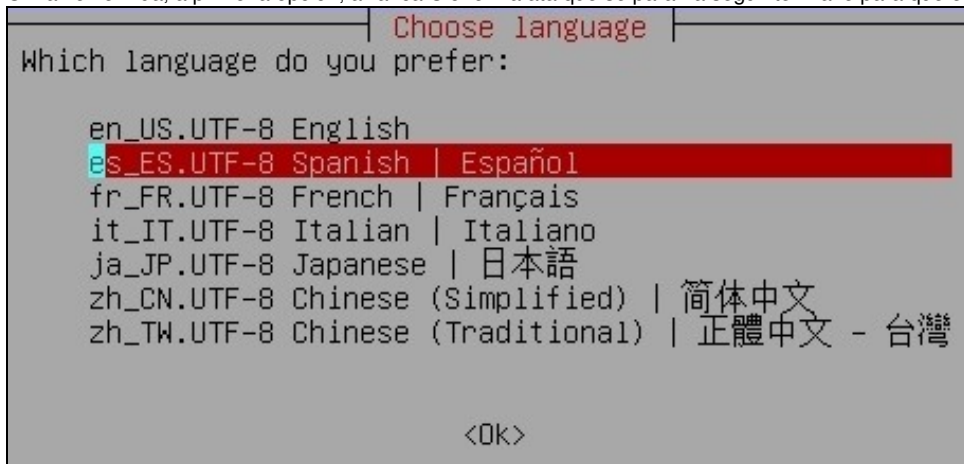 Choose language
Which language do you prefer:
en_US.UTF-8 English
es_ES.UTF-8 Spanish | Español
fr_FR.UTF-8 French | Français
it_IT.UTF-8 Italian | Italiano
ja_JP.UTF-8 Japanese | 日本語
zh_CN.UTF-8 Chinese (Simplified) | 简体中文
zh_TW.UTF-8 Chinese (Traditional) | 正體中文 - 台灣
<Ok>